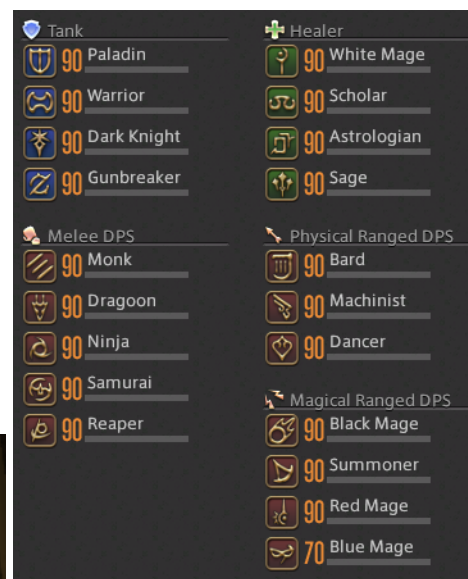 Tank
90 Paladin
90 Warrior
90 Dark Knight
90 Gunbreaker
Healer
90 White Mage
90 Scholar
90 Astrologian
90 Sage
Melee DPS
90 Monk
90 Dragoon
90 Ninja
90 Samurai
90 Reaper
Physical Ranged DPS
90 Bard
90 Machinist
90 Dancer
Magical Ranged DPS
90 Black Mage
90 Summoner
90 Red Mage
70 Blue Mage